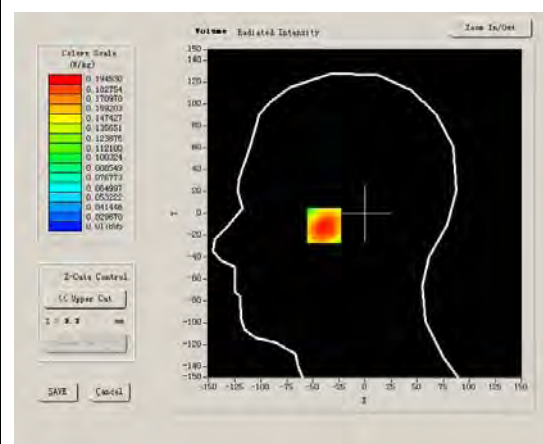 Volume Radiated Intensity
Zoom In/Out
Colors Scale
(W/kg)
0.194530
0.182754
0.170978
0.159203
0.147427
0.135651
0.123876
0.112100
0.100324
0.088549
0.076773
0.064997
0.053222
0.041446
0.029670
Z-Cuts Control
<< Upper Cut
mm
SAVE
Cancel
150
140
120
100
80
60
40
20
0
-20
-40
-60
-80
-100
-120
-140
-150
Y
-150 -125 -100 -75 -50 -25 0 25 50 75 100 125 150
X